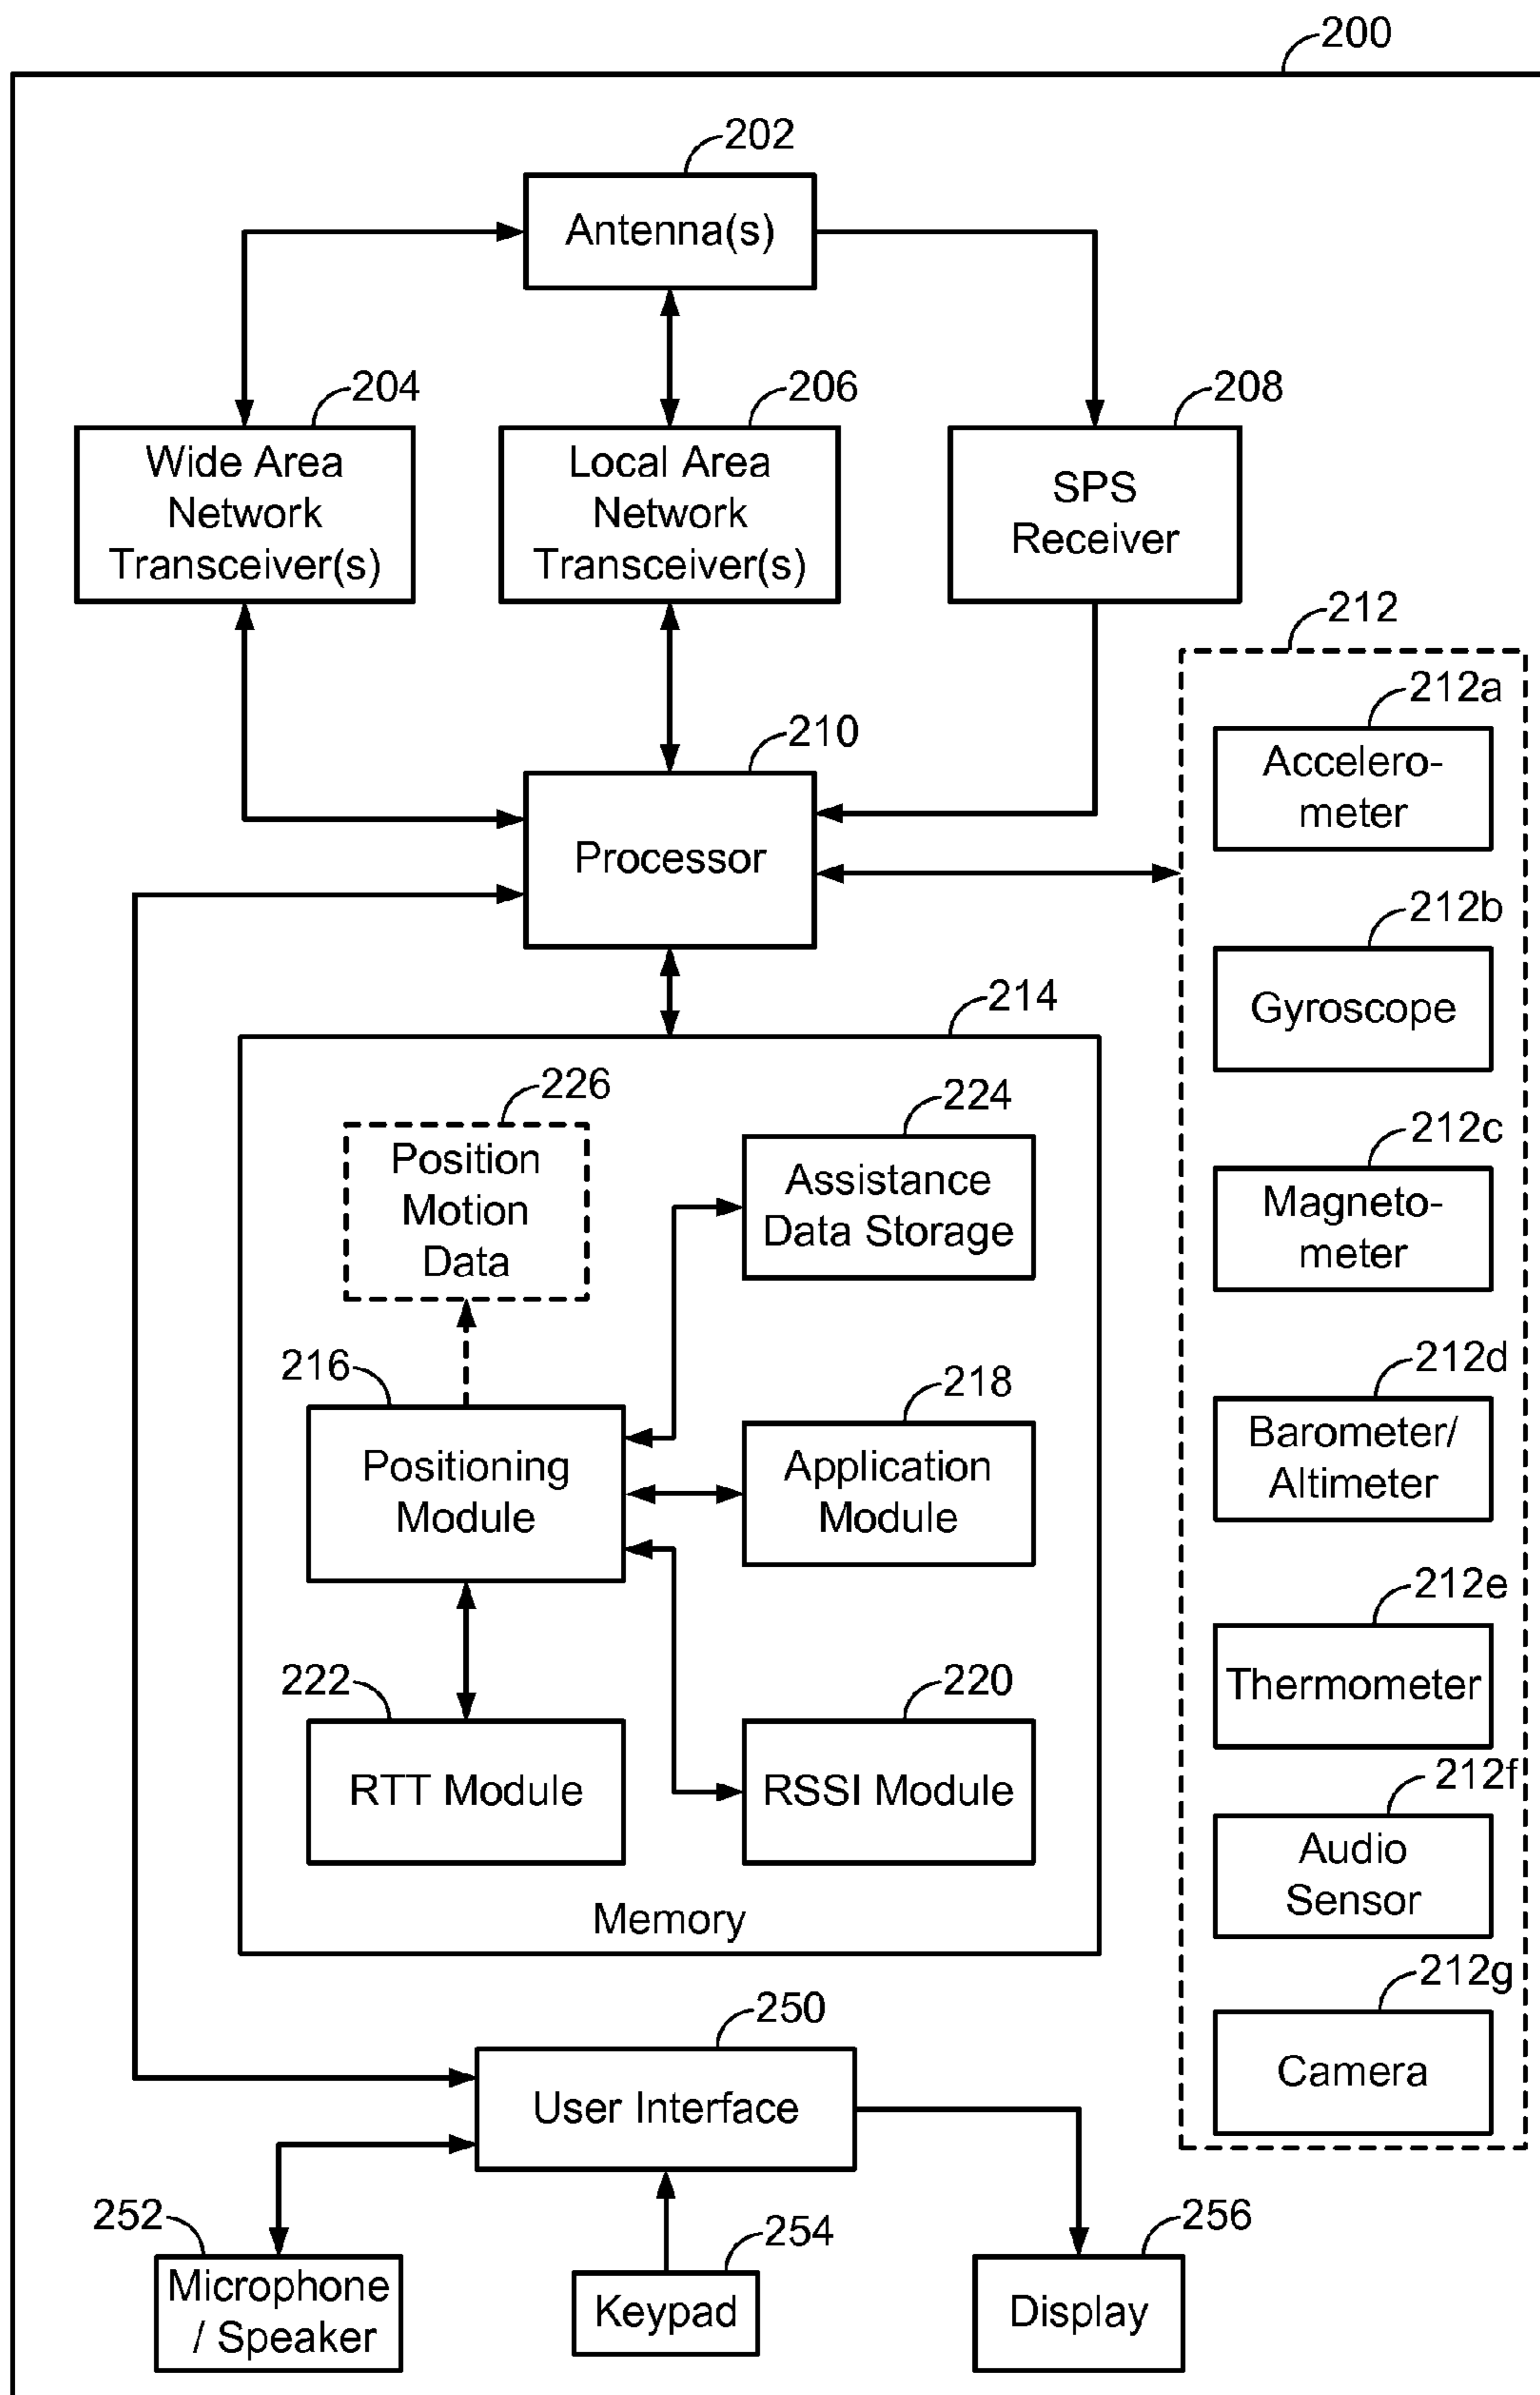 200
202
Antenna(s)
204
206
208
Wide Area
Network
Transceiver(s)
Local Area
Network
Transceiver(s)
SPS
Receiver
212
212a
Accelero-
meter
210
Processor
212b
Gyroscope
214
226
Position
Motion
Data
224
Assistance
Data Storage
212c
Magneto-
meter
216
Positioning
Module
218
Application
Module
212d
Barometer/
Altimeter
212e
Thermometer
222
RTT Module
220
RSSI Module
212f
Audio
Sensor
Memory
212g
Camera
250
User Interface
252
Microphone
/ Speaker
254
Keypad
256
Display